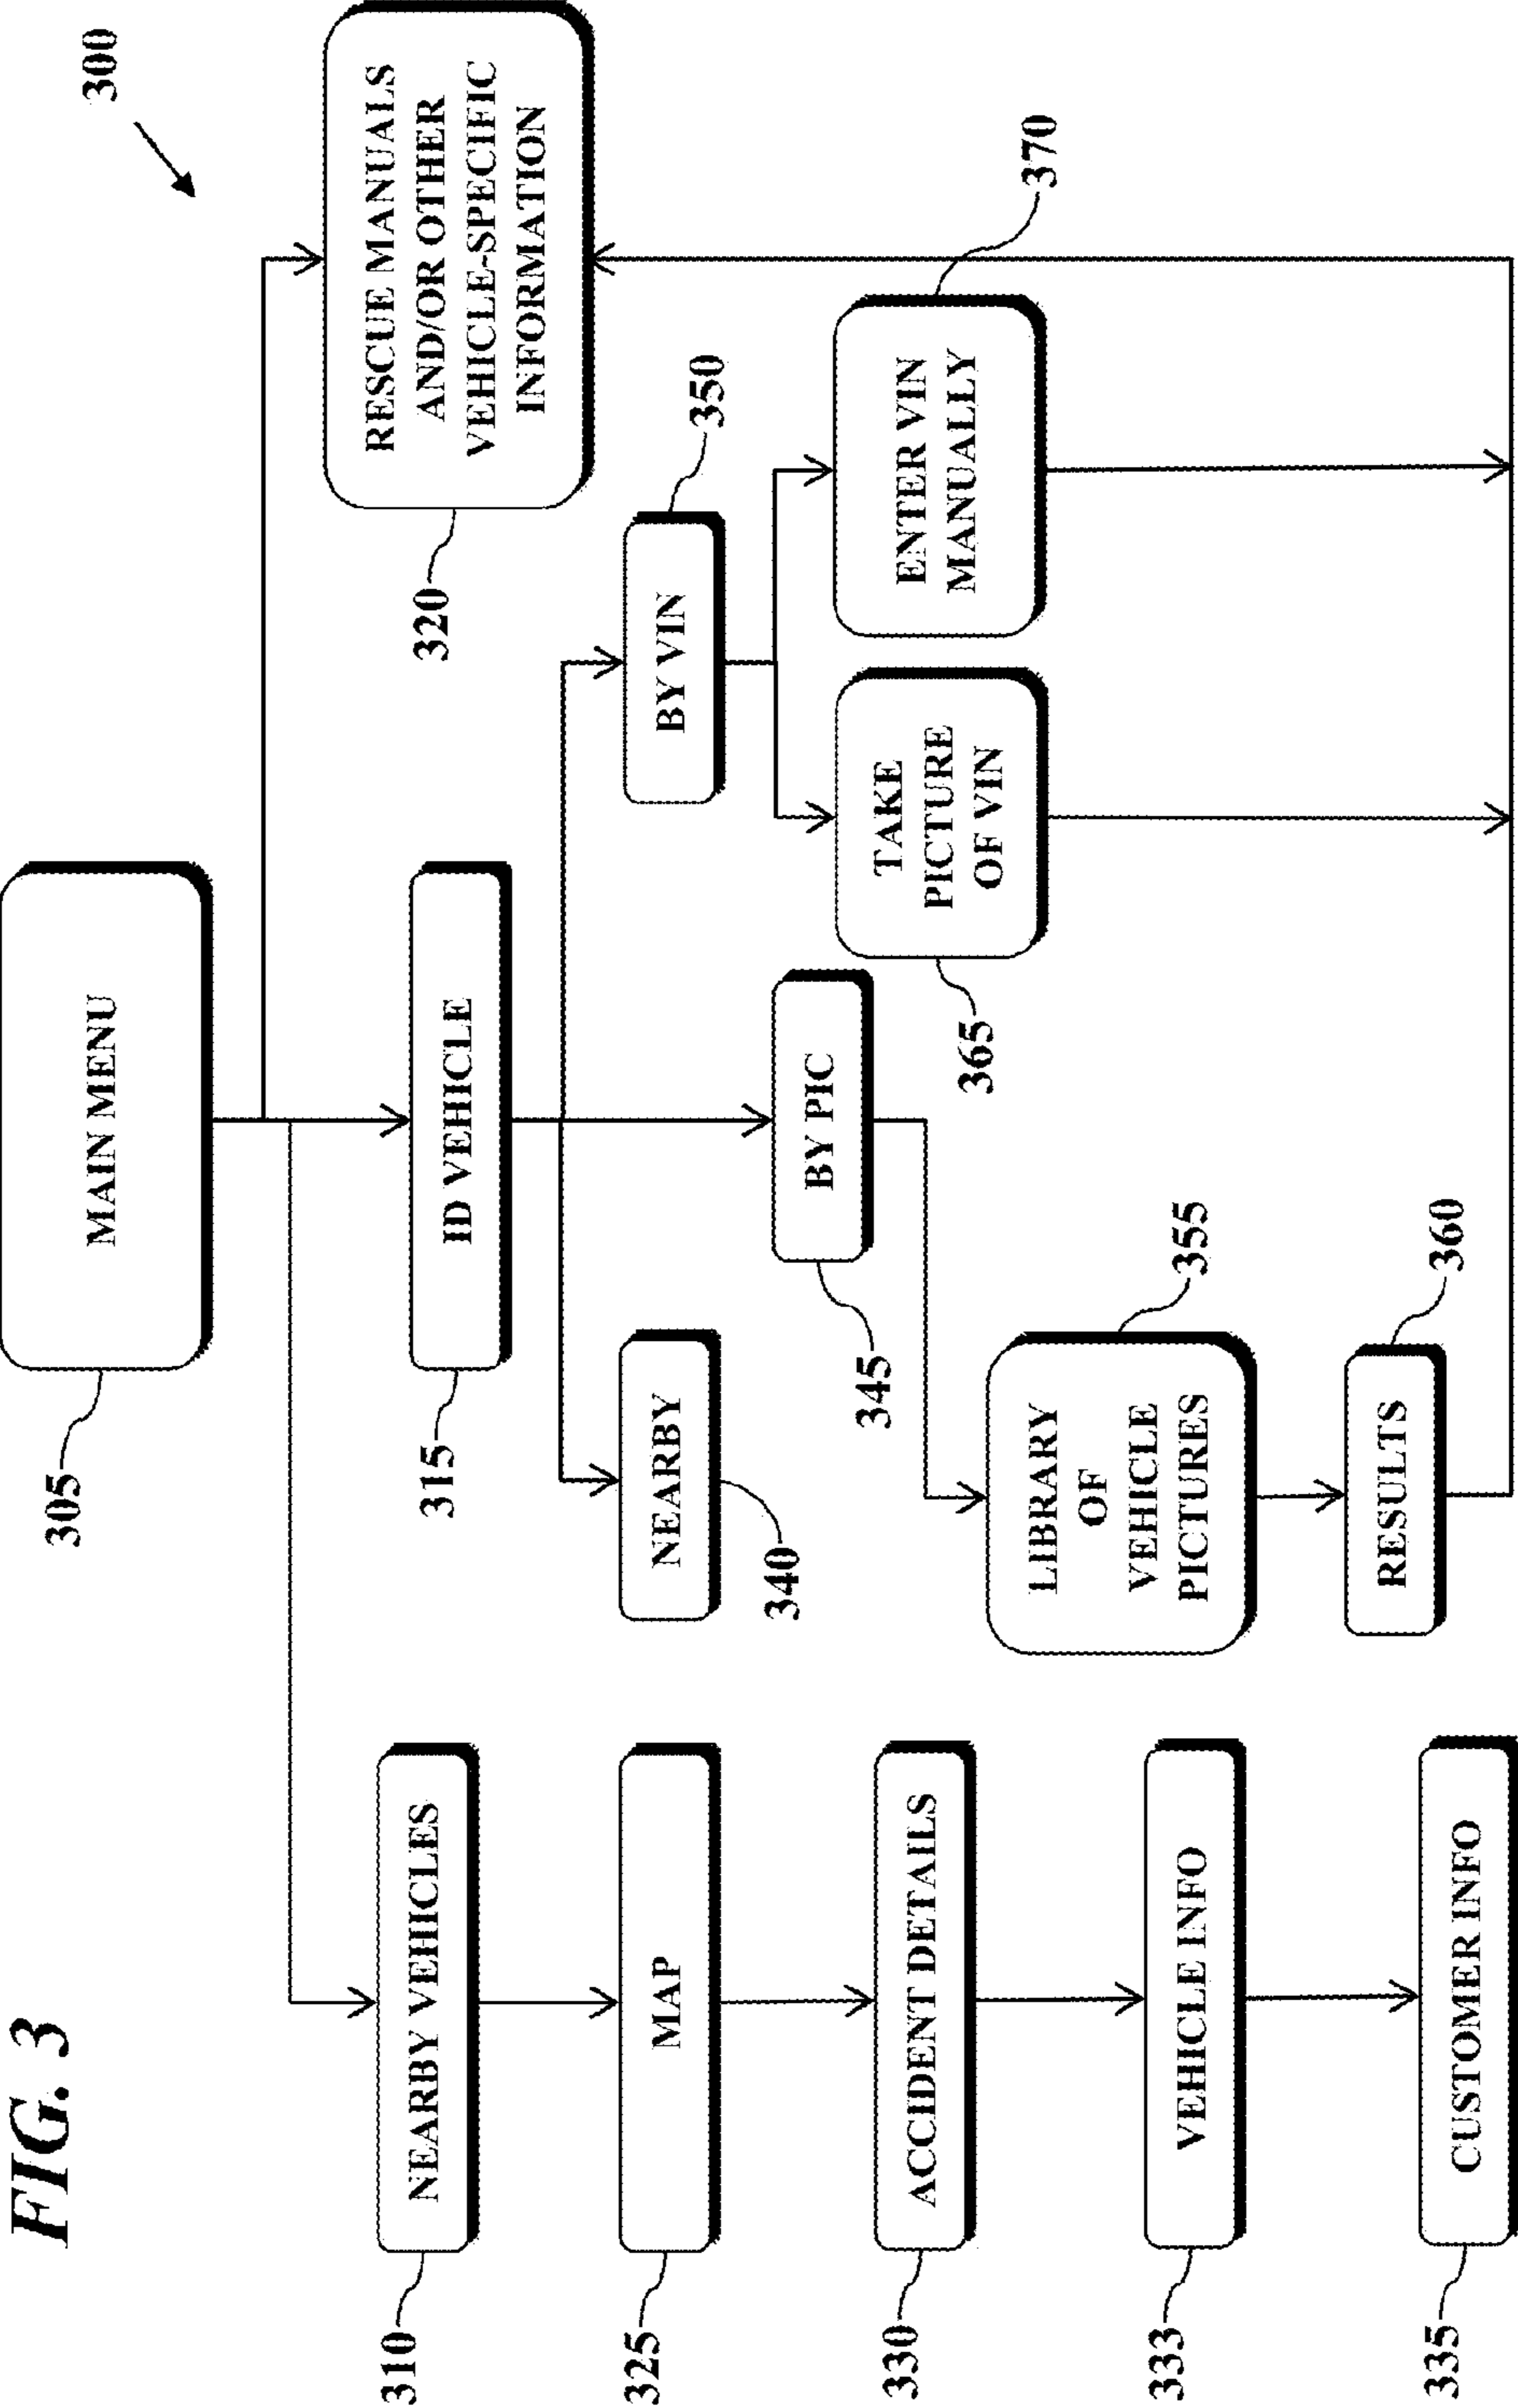 FIG. 3
300
MAIN MENU
305
NEARBY VEHICLES
310
ID VEHICLE
315
RESCUE MANUALS
AND/OR OTHER
VEHICLE-SPECIFIC
INFORMATION
320
MAP
325
NEARBY
340
BY PIC
345
BY VIN
350
ACCIDENT DETAILS
330
TAKE
PICTURE
OF VIN
365
ENTER VIN
MANUALLY
370
LIBRARY
OF
VEHICLE
PICTURES
355
VEHICLE INFO
333
RESULTS
360
CUSTOMER INFO
335